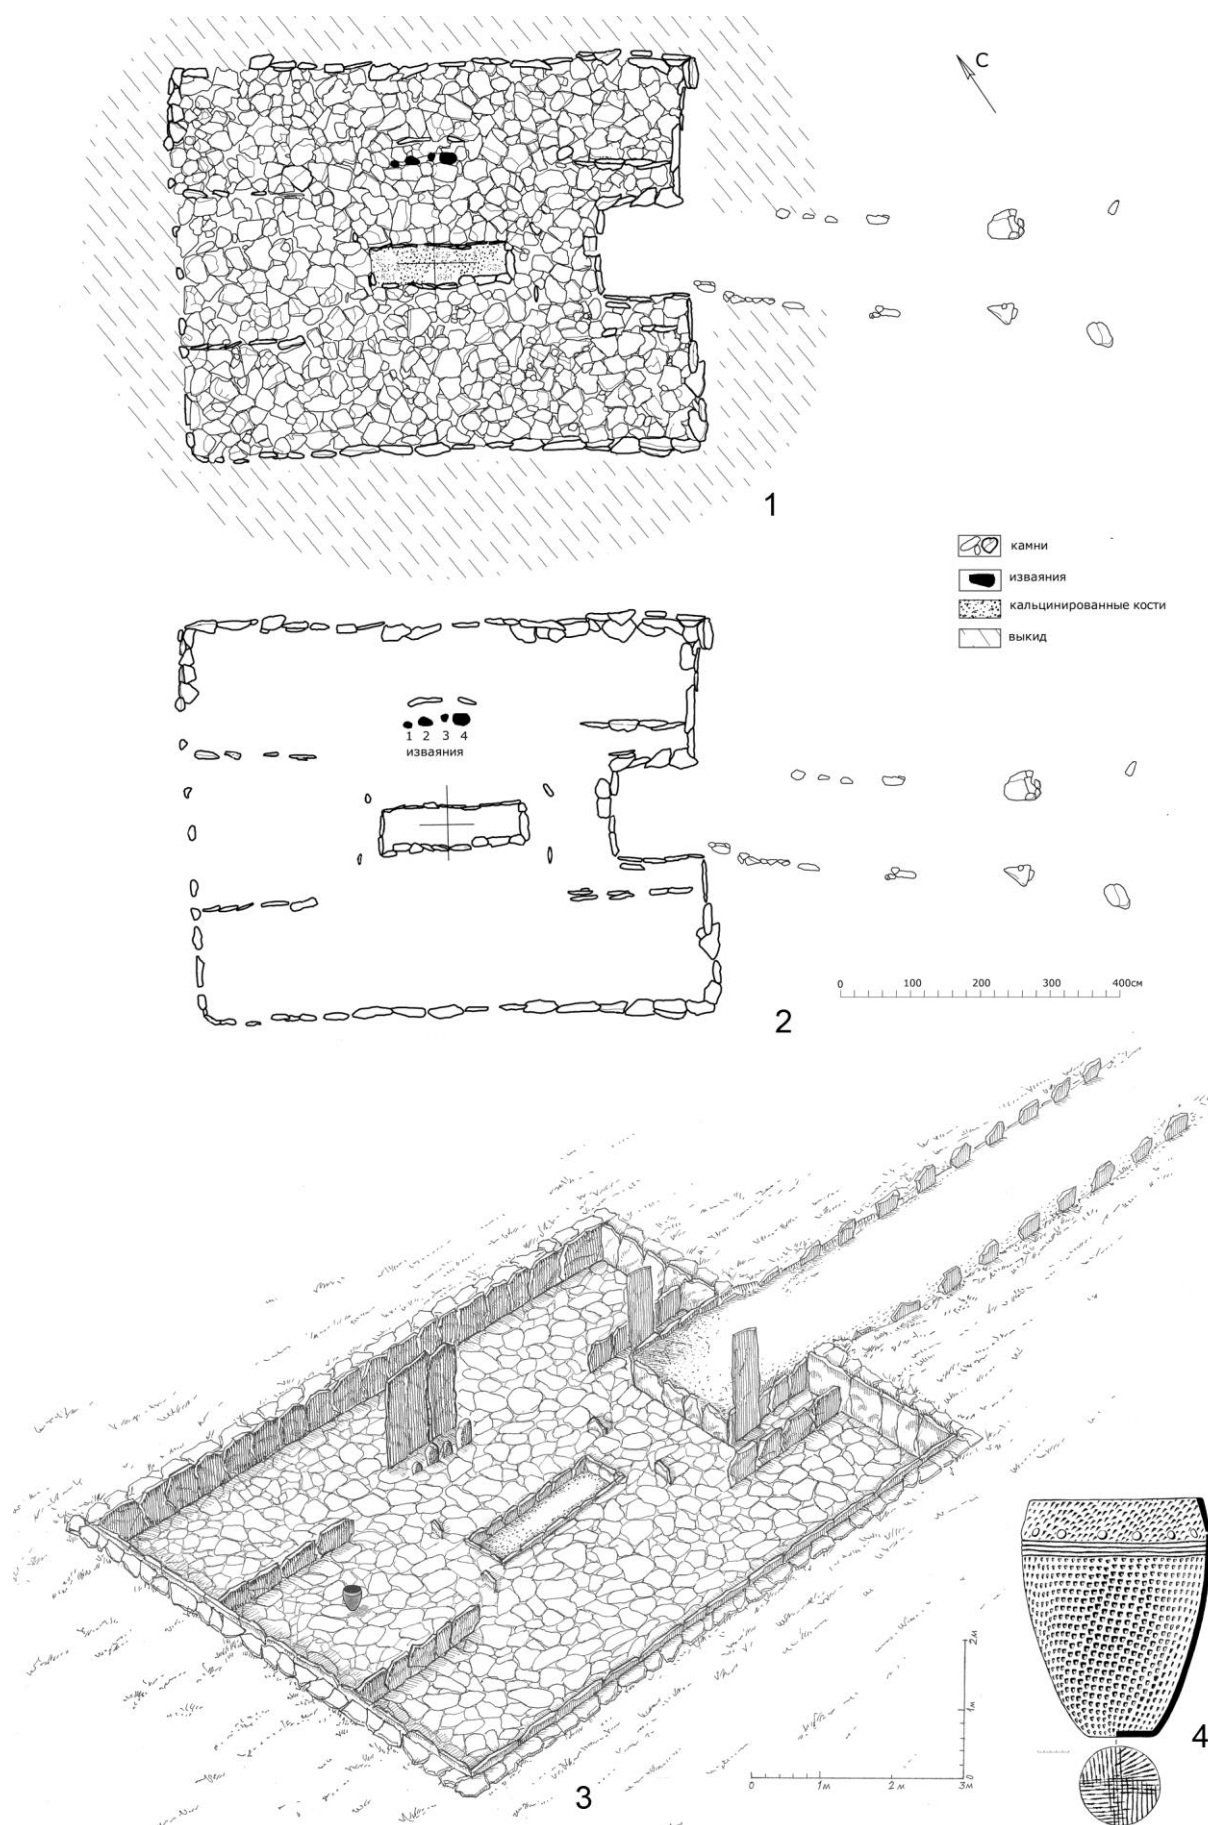 С
1
камни
изваяния
кальцинированные кости
выкид
1 2 3 4
изваяния
0 100 200 300 400см
2
2м
1м
0
0 1м 2м 3м
3
4